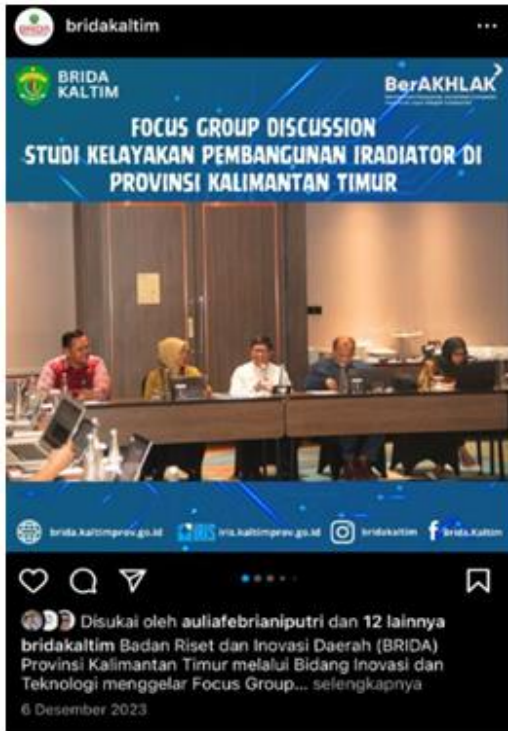 bridakaltim
BRIDA
KALTIM
BerAKHLAK
FOCUS GROUP DISCUSSION
STUDI KELAYAKAN PEMBANGUNAN IRADIATOR DI
PROVINSI KALIMANTAN TIMUR
brida.kaltimprov.go.id
iris.kaltimprov.go.id
bridakaltim
Brida.Kaltim
Disukai oleh auliafebrianiputri dan 12 lainnya
bridakaltim Badan Riset dan Inovasi Daerah (BRIDA)
Provinsi Kalimantan Timur melalui Bidang Inovasi dan
Teknologi menggelar Focus Group... selengkapnya
6 Desember 2023